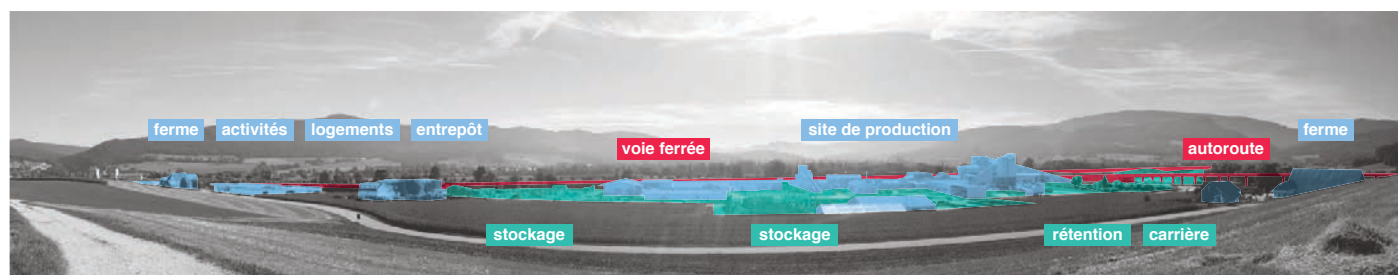 ferme
activités
logements
entrepôt
voie ferrée
site de production
autoroute
ferme
stockage
stockage
rétention
carrière